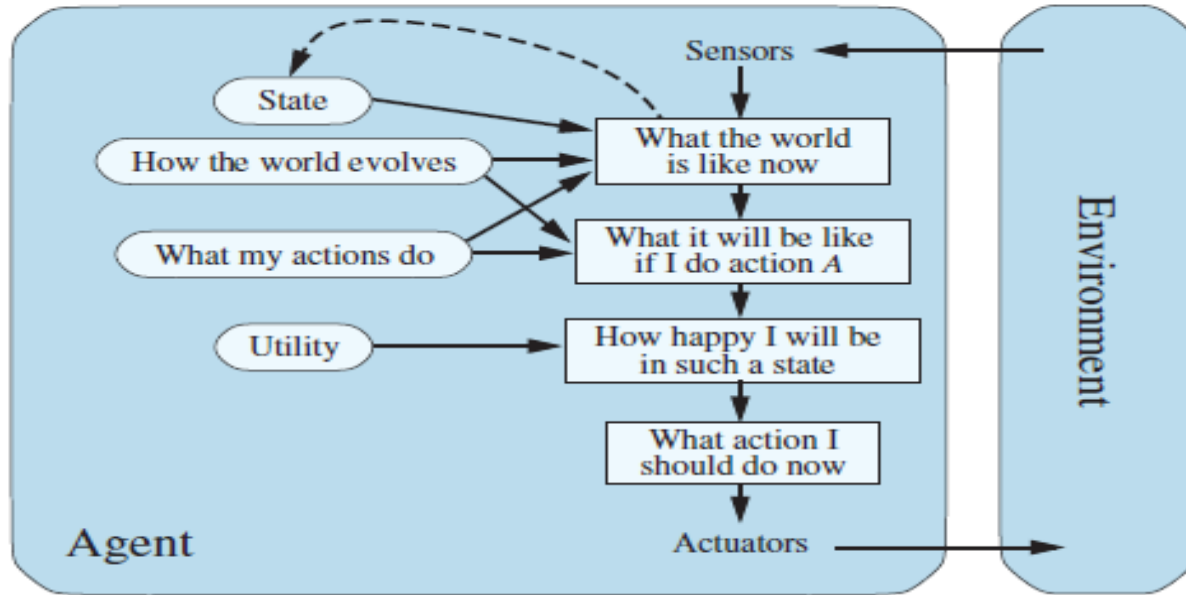 Sensors
State
What the world
is like now
How the world evolves
What my actions do
What it will be like
if I do action A
Utility
How happy I will be
in such a state
What action I
should do now
Agent
Actuators
Environment